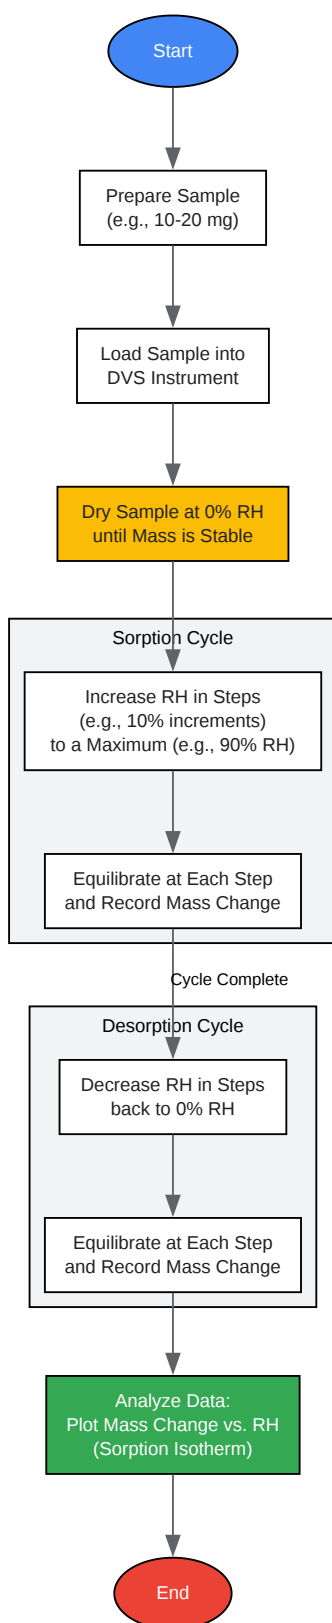 Start
Prepare Sample
(e.g., 10-20 mg)
Load Sample into
DVS Instrument
Dry Sample at 0% RH
until Mass is Stable
Sorption Cycle
Increase RH in Steps
(e.g., 10% increments)
to a Maximum (e.g., 90% RH)
Equilibrate at Each Step
and Record Mass Change
Cycle Complete
Desorption Cycle
Decrease RH in Steps
back to 0% RH
Equilibrate at Each Step
and Record Mass Change
Analyze Data:
Plot Mass Change vs. RH
(Sorption Isotherm)
End